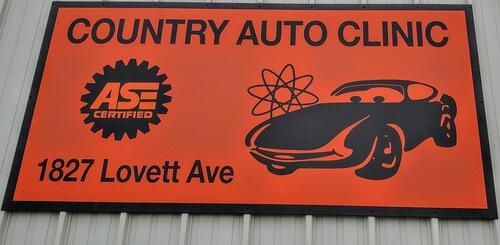 COUNTRY AUTO CLINIC
ASE
CERTIFIED
1827 Lovett Ave